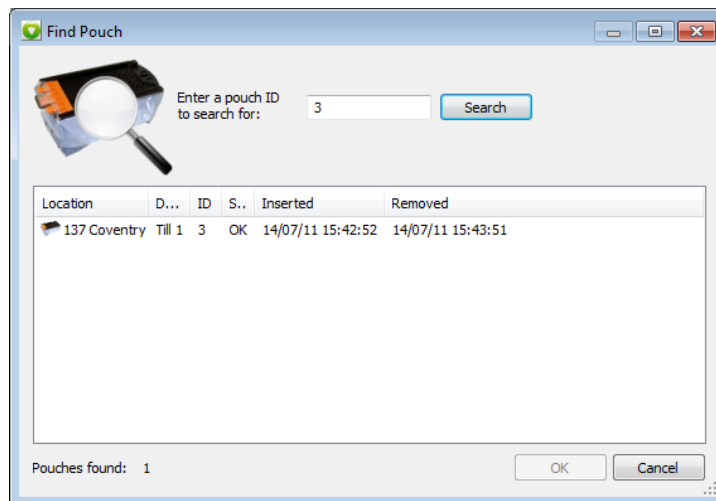 Find Pouch
Enter a pouch ID
to search for:
3
Search
Location D... ID S.. Inserted Removed
137 Coventry Till 1 3 OK 14/07/11 15:42:52 14/07/11 15:43:51
Pouches found: 1
OK
Cancel